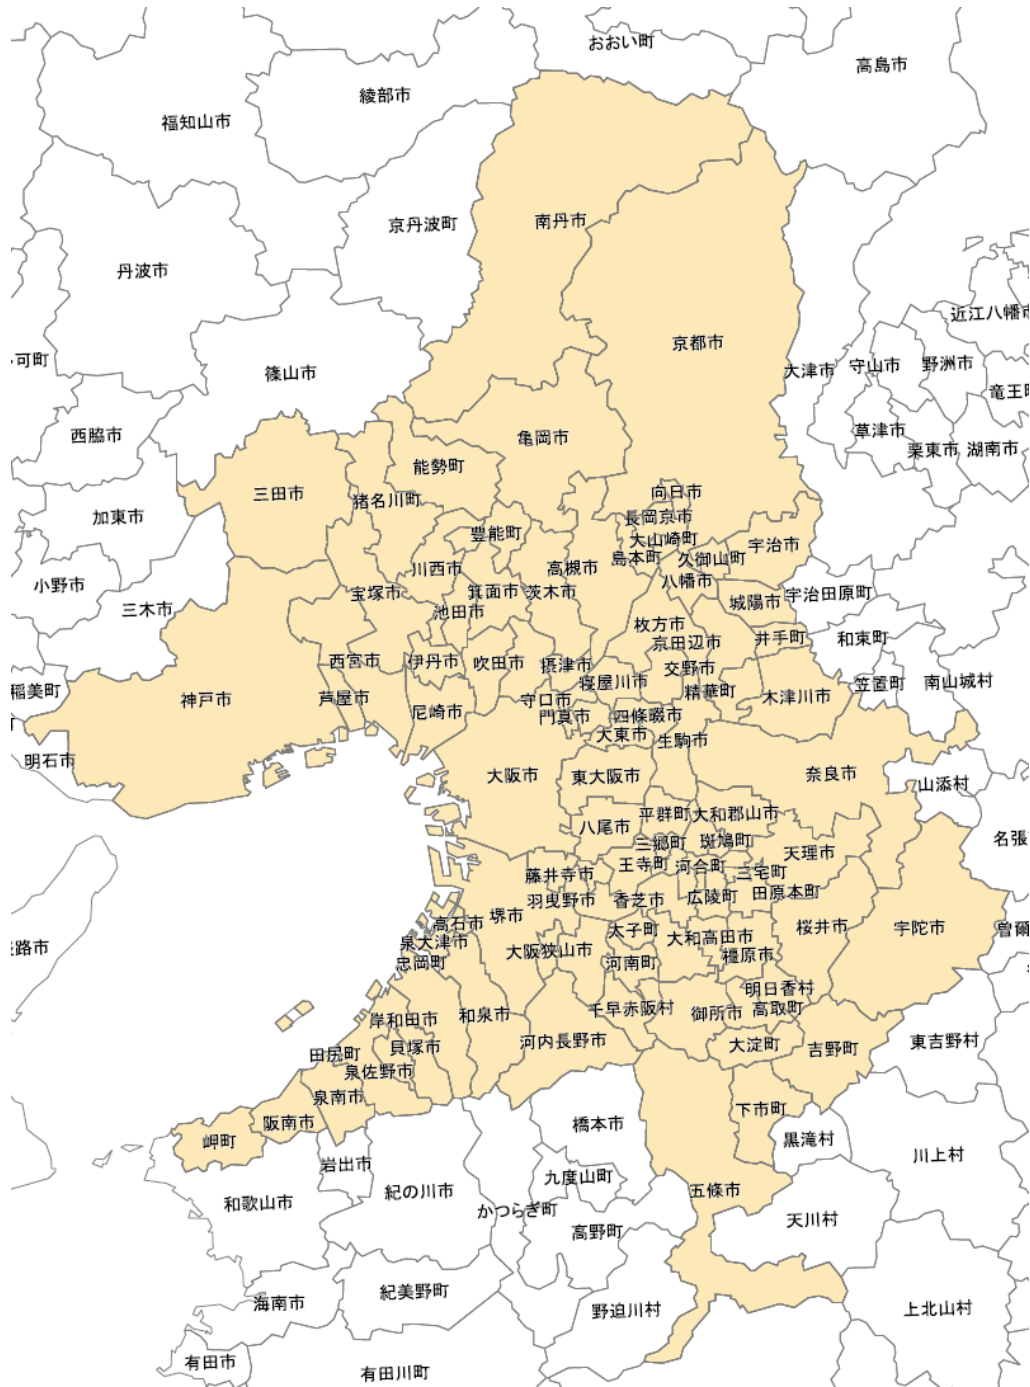 おおい町
高島市
綾部市
福知山市
南丹市
京丹波町
丹波市
近江八幡市
京都市
可町
大津市
守山市
野洲市
篠山市
竜王町
草津市
西脇市
亀岡市
栗東市
湖南市
能勢町
三田市
向日市
猪名川町
加東市
長岡京市
豊能町
大山崎町
宇治市
島本町
久御山町
川西市
高槻市
八幡市
小野市
宝塚市
箕面市
茨木市
宇治田原町
城陽市
三木市
池田市
枚方市
井手町
和束町
京田辺市
西宮市
伊丹市
吹田市
摂津市
交野市
寝屋川市
笠置町
南山城村
稲美町
神戸市
芦屋市
守口市
精華町
木津川市
尼崎市
門真市
四條畷市
大東市
生駒市
明石市
大阪市
東大阪市
奈良市
山添村
平群町
大和郡山市
八尾市
名張
三郷町
斑鳩町
天理市
王寺町
河合町
三宅町
藤井寺市
田原本町
羽曳野市
香芝市
広陵町
堺市
高石市
桜井市
宇陀市
太子町
曽爾
泉大津市
大和高田市
路市
大阪狭山市
橿原市
忠岡町
河南町
明日香村
千早赤阪村
高取町
岸和田市
和泉市
御所市
河内長野市
東吉野村
貝塚市
大淀町
吉野町
田尻町
泉佐野市
泉南市
下市町
阪南市
橋本市
黒滝村
岬町
川上村
岩出市
九度山町
紀の川市
五條市
和歌山市
かつらぎ町
天川村
高野町
紀美野町
海南市
野迫川村
上北山村
有田市
有田川町